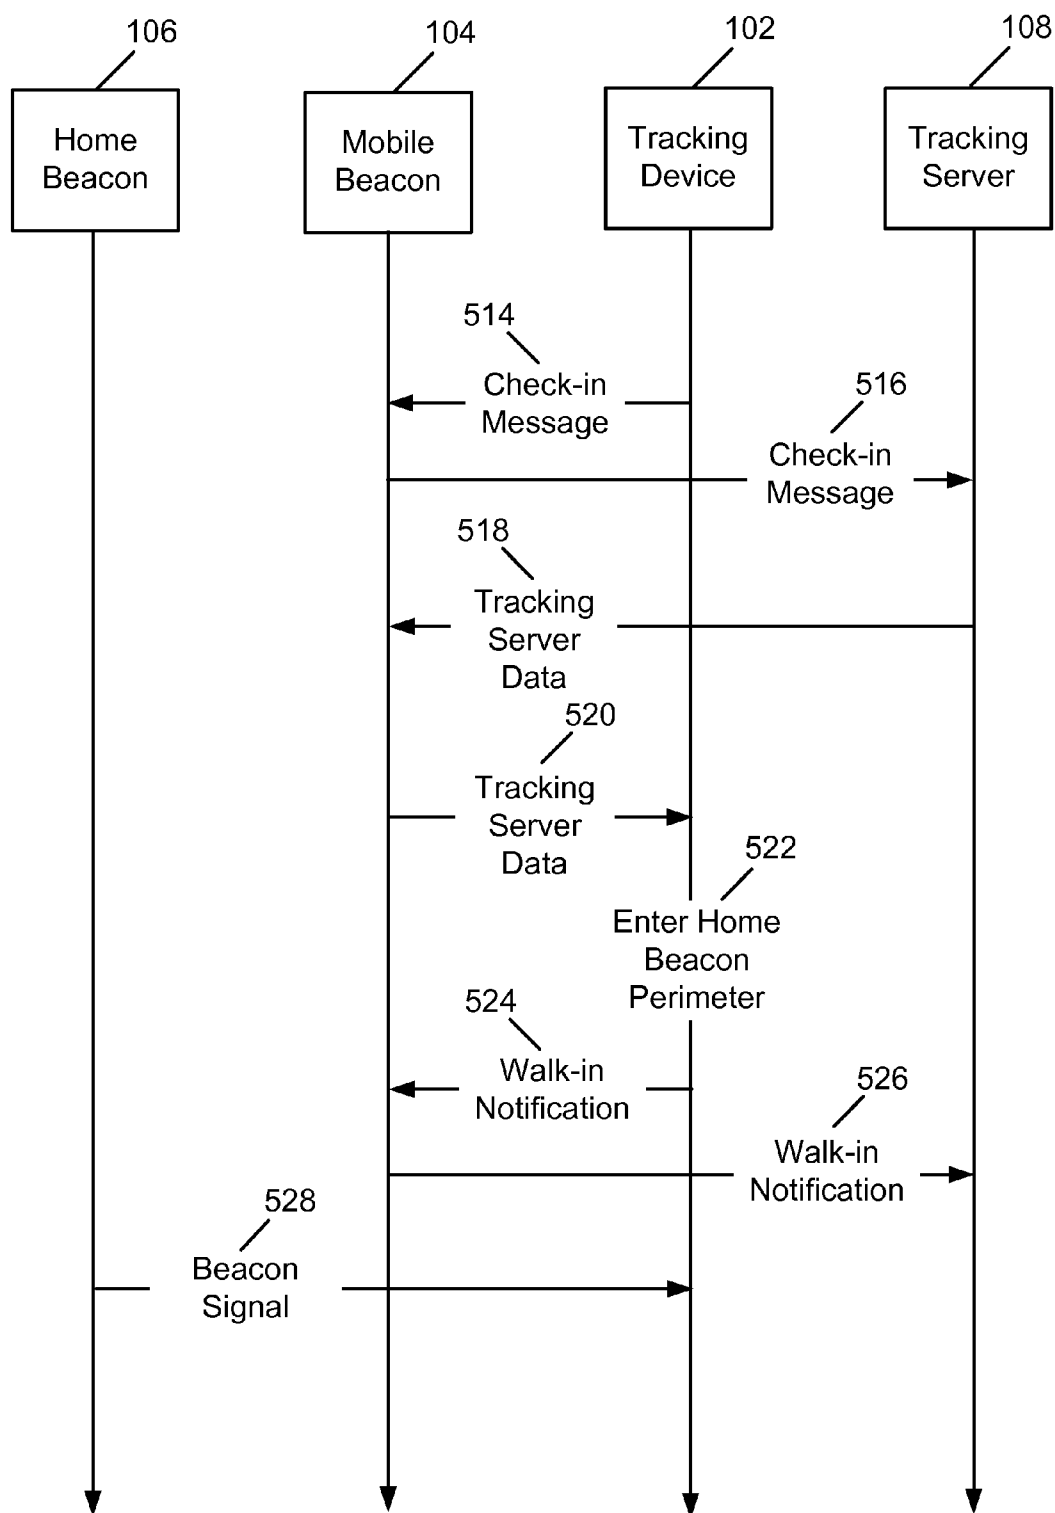 106
104
102
108
Home
Beacon
Mobile
Beacon
Tracking
Device
Tracking
Server
514
Check-in
Message
516
Check-in
Message
518
Tracking
Server
Data
520
Tracking
Server
Data
522
Enter Home
Beacon
Perimeter
524
Walk-in
Notification
526
Walk-in
Notification
528
Beacon
Signal